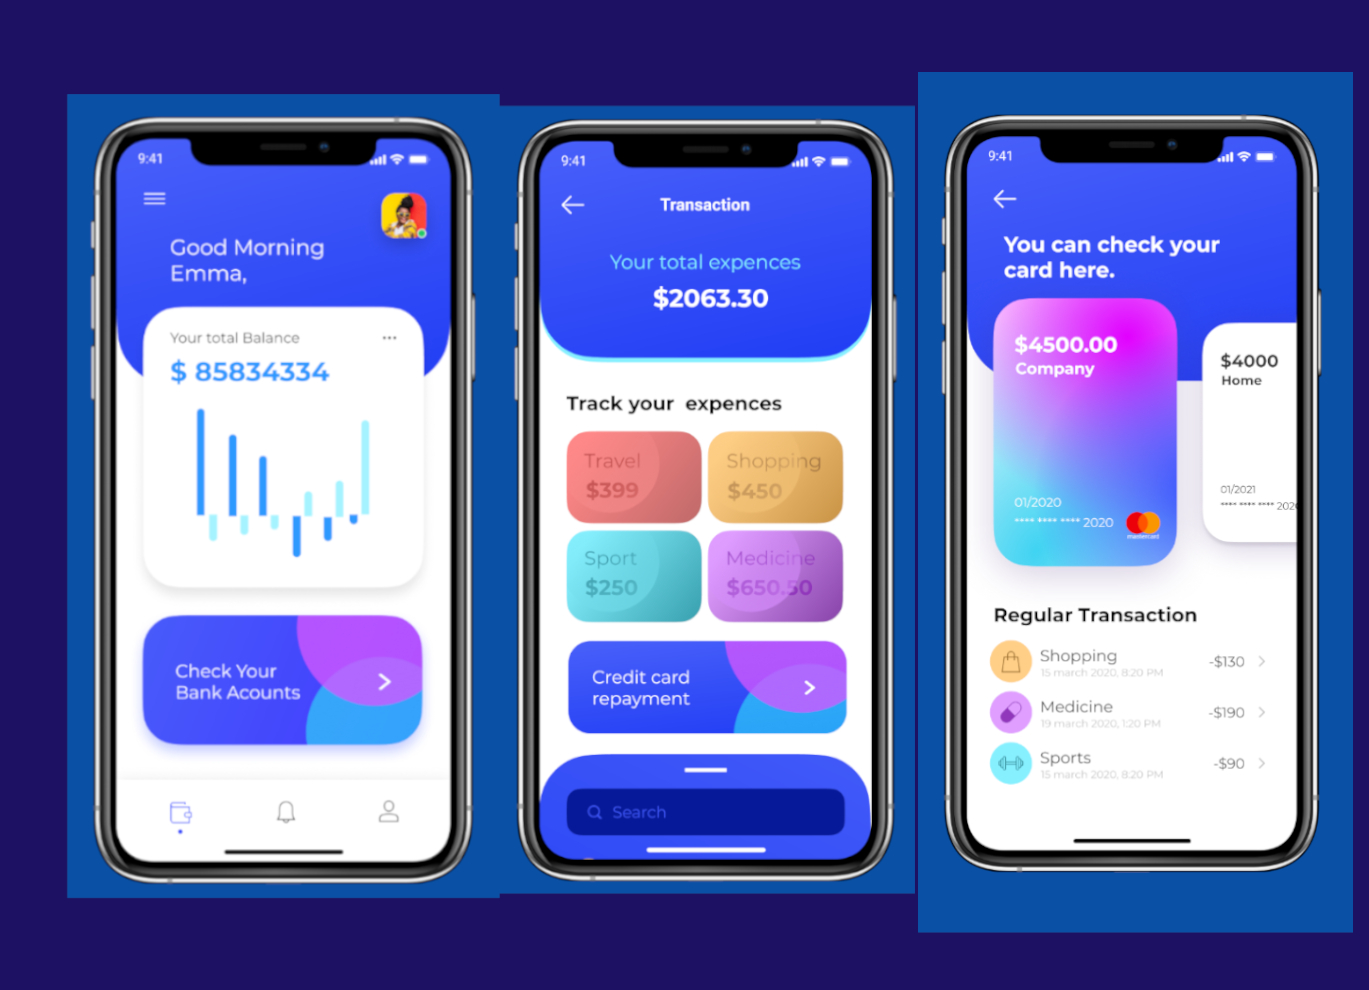 9:41
Good Morning
Emma,
Your total Balance
$ 85834334
Check Your
Bank Acounts
9:41
Transaction
Your total expences
$2063.30
Track your expences
Travel
$399
Shopping
$450
Sport
$250
Medicine
$650.50
Credit card
repayment
Search
9:41
You can check your
card here.
$4500.00
Company
01/2020
**** **** **** 2020
mastercard
$4000
Home
01/2021
**** **** **** 202
Regular Transaction
Shopping
15 march 2020, 8:20 PM
-$130
Medicine
19 march 2020, 1:20 PM
-$190
Sports
15 march 2020, 8:20 PM
-$90